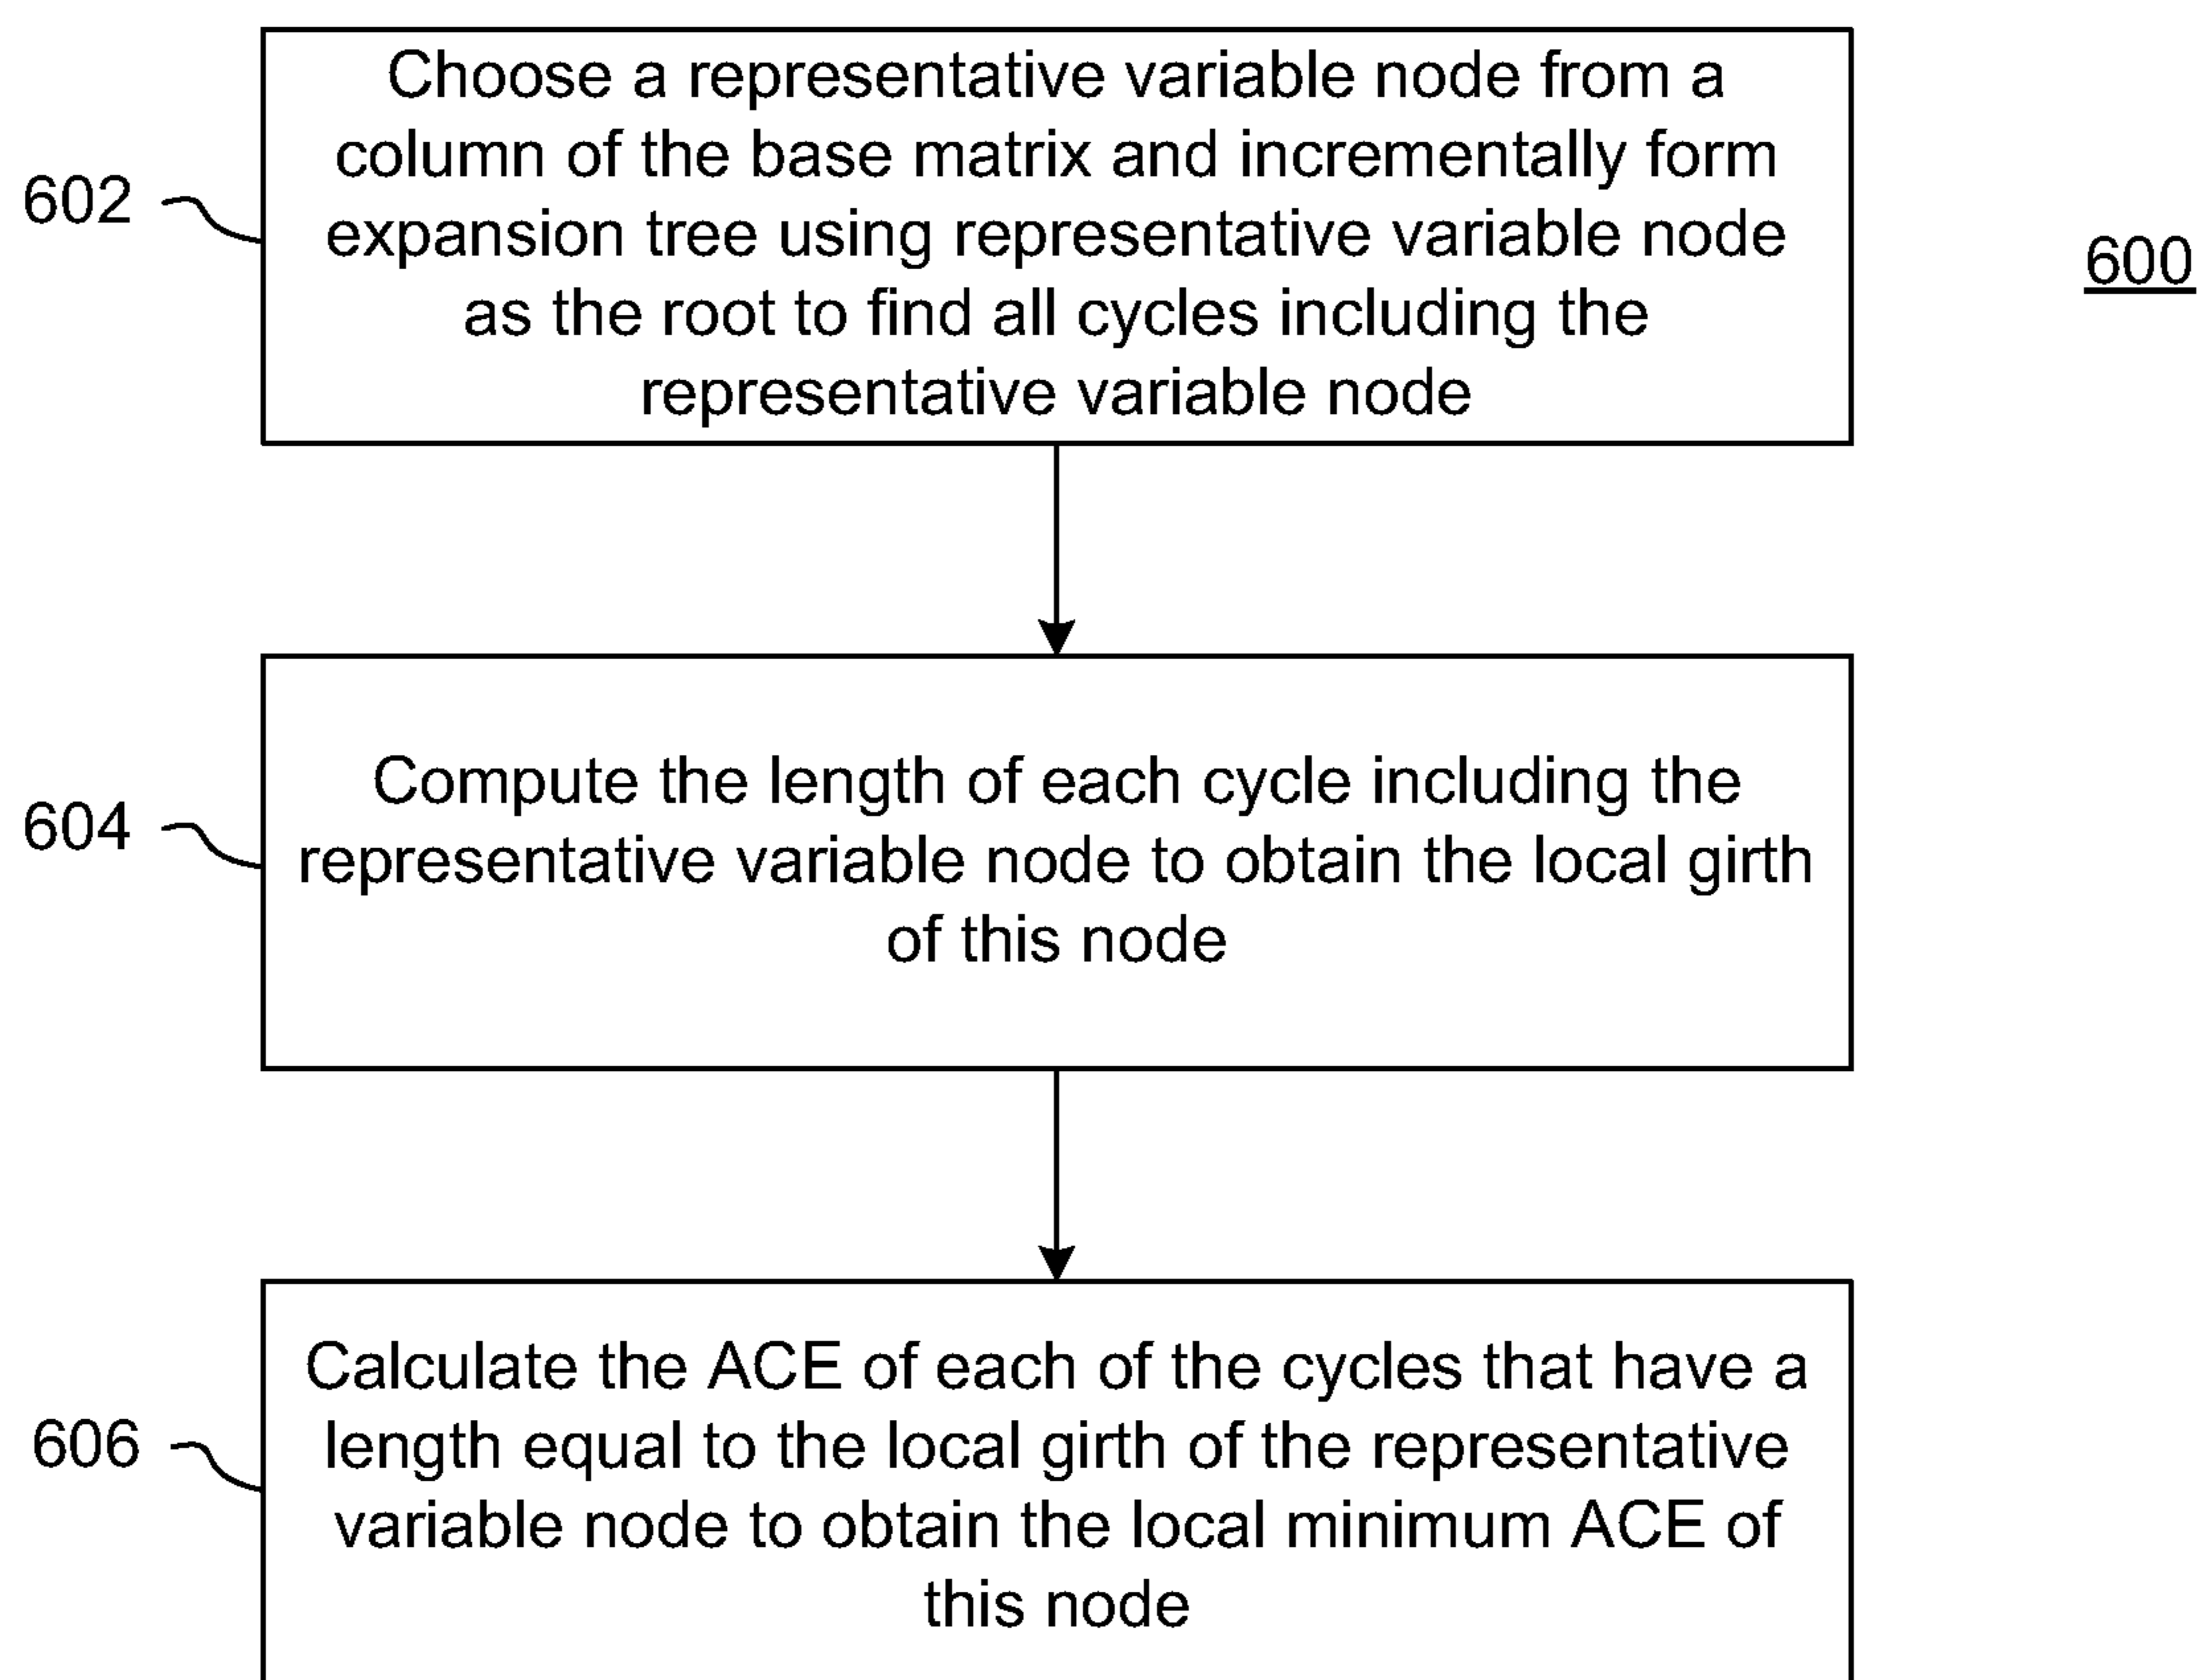 Choose a representative variable node from a
column of the base matrix and incrementally form
expansion tree using representative variable node
as the root to find all cycles including the
representative variable node
602
600
Compute the length of each cycle including the
representative variable node to obtain the local girth
of this node
604
Calculate the ACE of each of the cycles that have a
length equal to the local girth of the representative
variable node to obtain the local minimum ACE of
this node
606